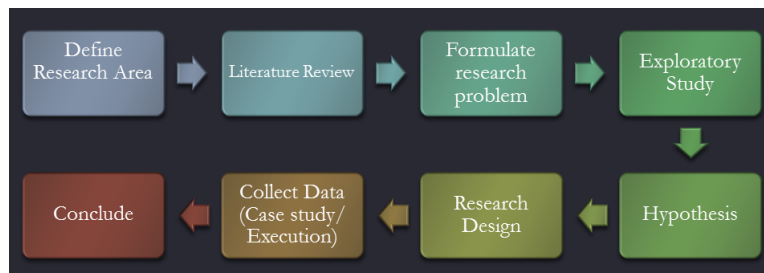 Define
Research Area
Literature Review
Formulate
research
problem
Exploratory
Study
Hypothesis
Research
Design
Collect Data
(Case study/
Execution)
Conclude